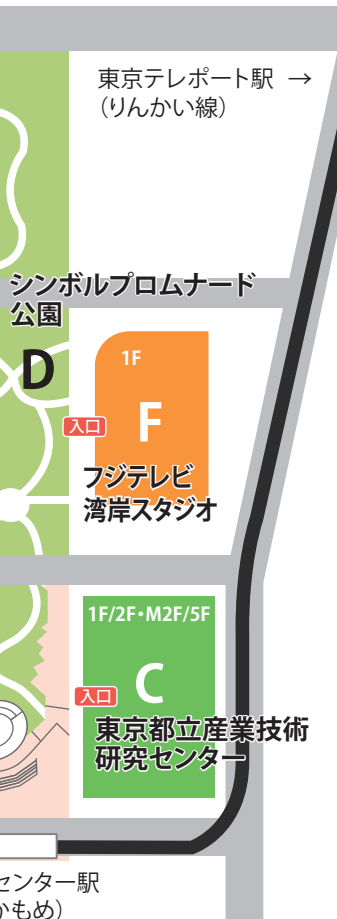 東京テレポート駅 →
（りんかい線）
シンボルプロムナード
公園
D
1F
F
入口
フジテレビ
湾岸スタジオ
1F/2F・M2F/5F
C
入口
東京都立産業技術
研究センター
センター駅
かもめ）